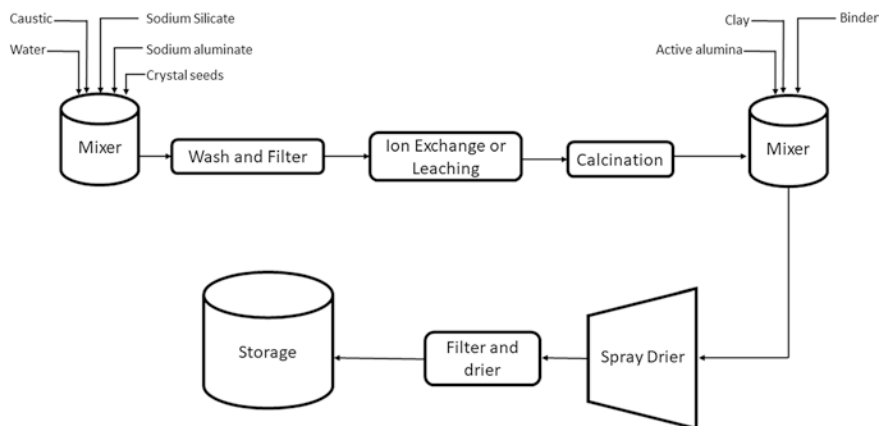 Caustic
Sodium Silicate
Water
Sodium aluminate
Crystal seeds
Clay
Binder
Active alumina
Mixer
Wash and Filter
Ion Exchange or
Leaching
Calcination
Mixer
Storage
Filter and
drier
Spray Drier